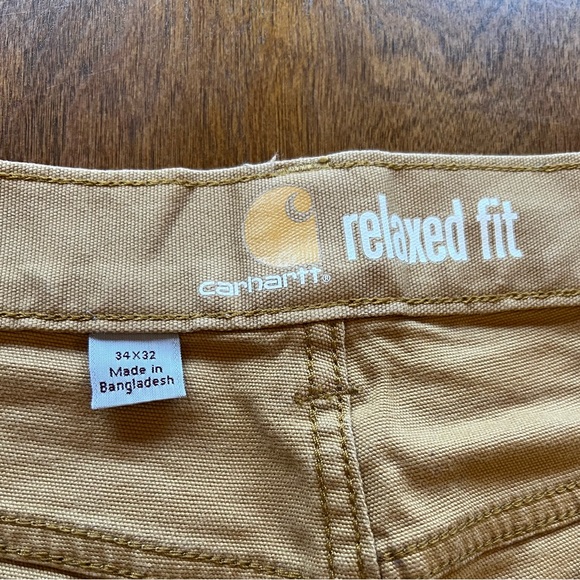 relaxed fit
carhartt®
34X32
Made in
Bangladesh